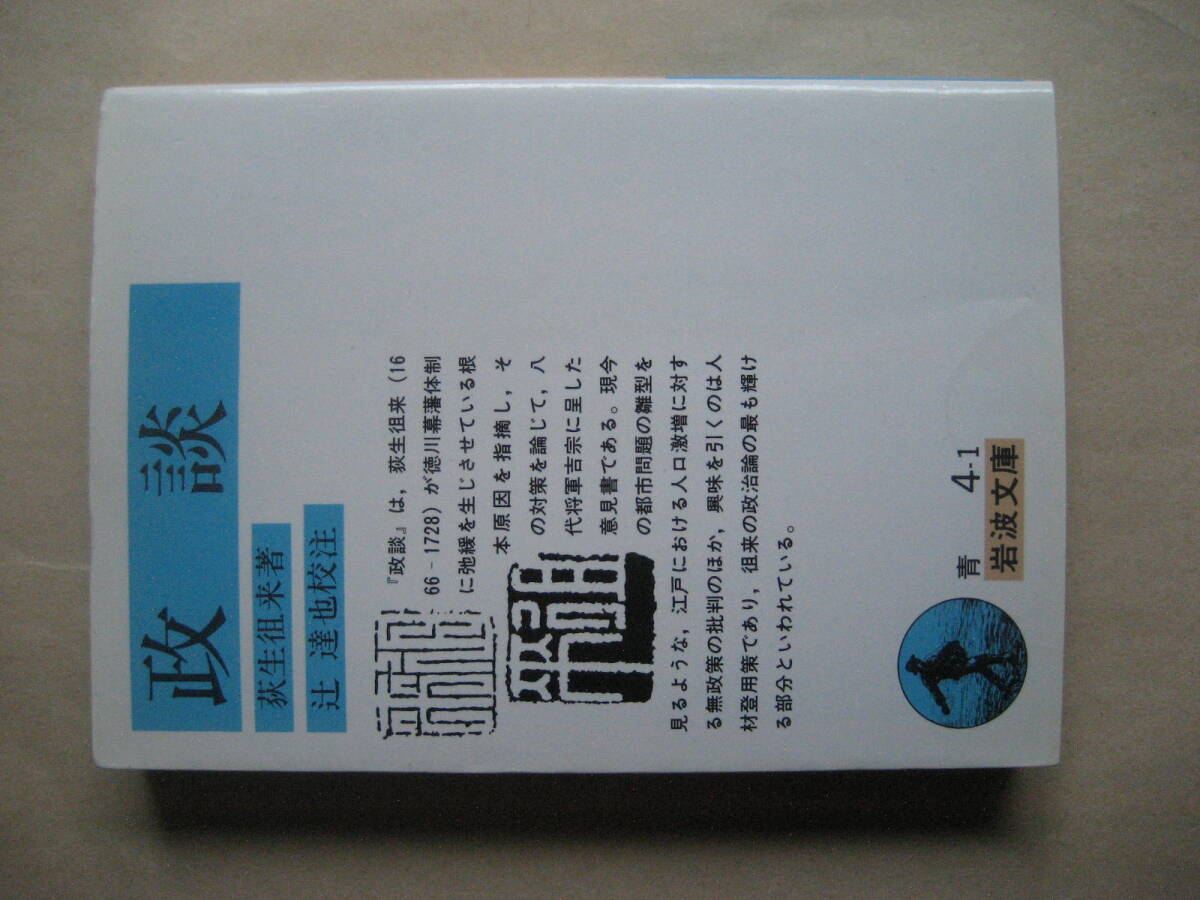 政談
荻生徂来著
辻 達也校注
『政談』は，荻生徂来（16
66-1728）が徳川幕藩体制
に弛緩を生じさせている根
本原因を指摘し，そ
の対策を論じて，八
代将軍吉宗に呈した
意見書である。現今
の都市問題の雛型を
見るような，江戸における人口激増に対す
る無政策の批判のほか，興味を引くのは人
材登用策であり，徂来の政治論の最も輝け
る部分といわれている。
青 4-1
岩波文庫